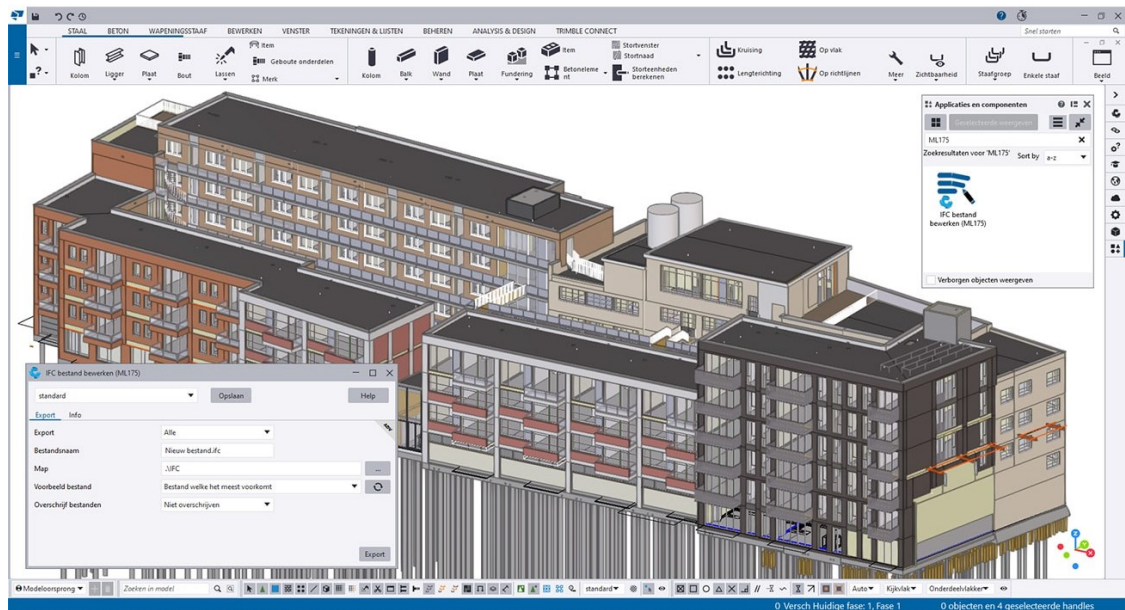 STAAL BETON WAPENINGSSTAAF BEWERKEN VENSTER TEKENINGEN & LIJSTEN BEHEREN ANALYSIS & DESIGN TRIMBLE CONNECT Snel starten
Kolom Ligger Plaat Bout Lassen
Item
Geboute onderdelen
Merk
Kolom Balk Wand Plaat Fundering
Item
Betoneleme
nt
Stortvenster
Stortnaad
Storteenheden
berekenen
Kruising
Lengterichting
Op vlak
Op richtlijnen
Meer Zichtbaarheid Staafgroep Enkele staaf Beeld
Applicaties en componenten
Geselecteerde weergeven
ML175
Zoekresultaten voor 'ML175' Sort by a-z
IFC bestand
bewerken (ML175)
Verborgen objecten weergeven
IFC bestand bewerken (ML175)
standard Opslaan Help
Export Info
Export Alle
Bestandsnaam Nieuw bestand.ifc
Map .\IFC ...
Voorbeeld bestand Bestand welke het meest voorkomt
Overschrijf bestanden Niet overschrijven
Export
Modeloorsprong Zoeken in model standard Auto Kijkvlak Onderdeelvlakken
0 Versch Huidige fase: 1, Fase 1 0 objecten en 4 geselecteerde handles